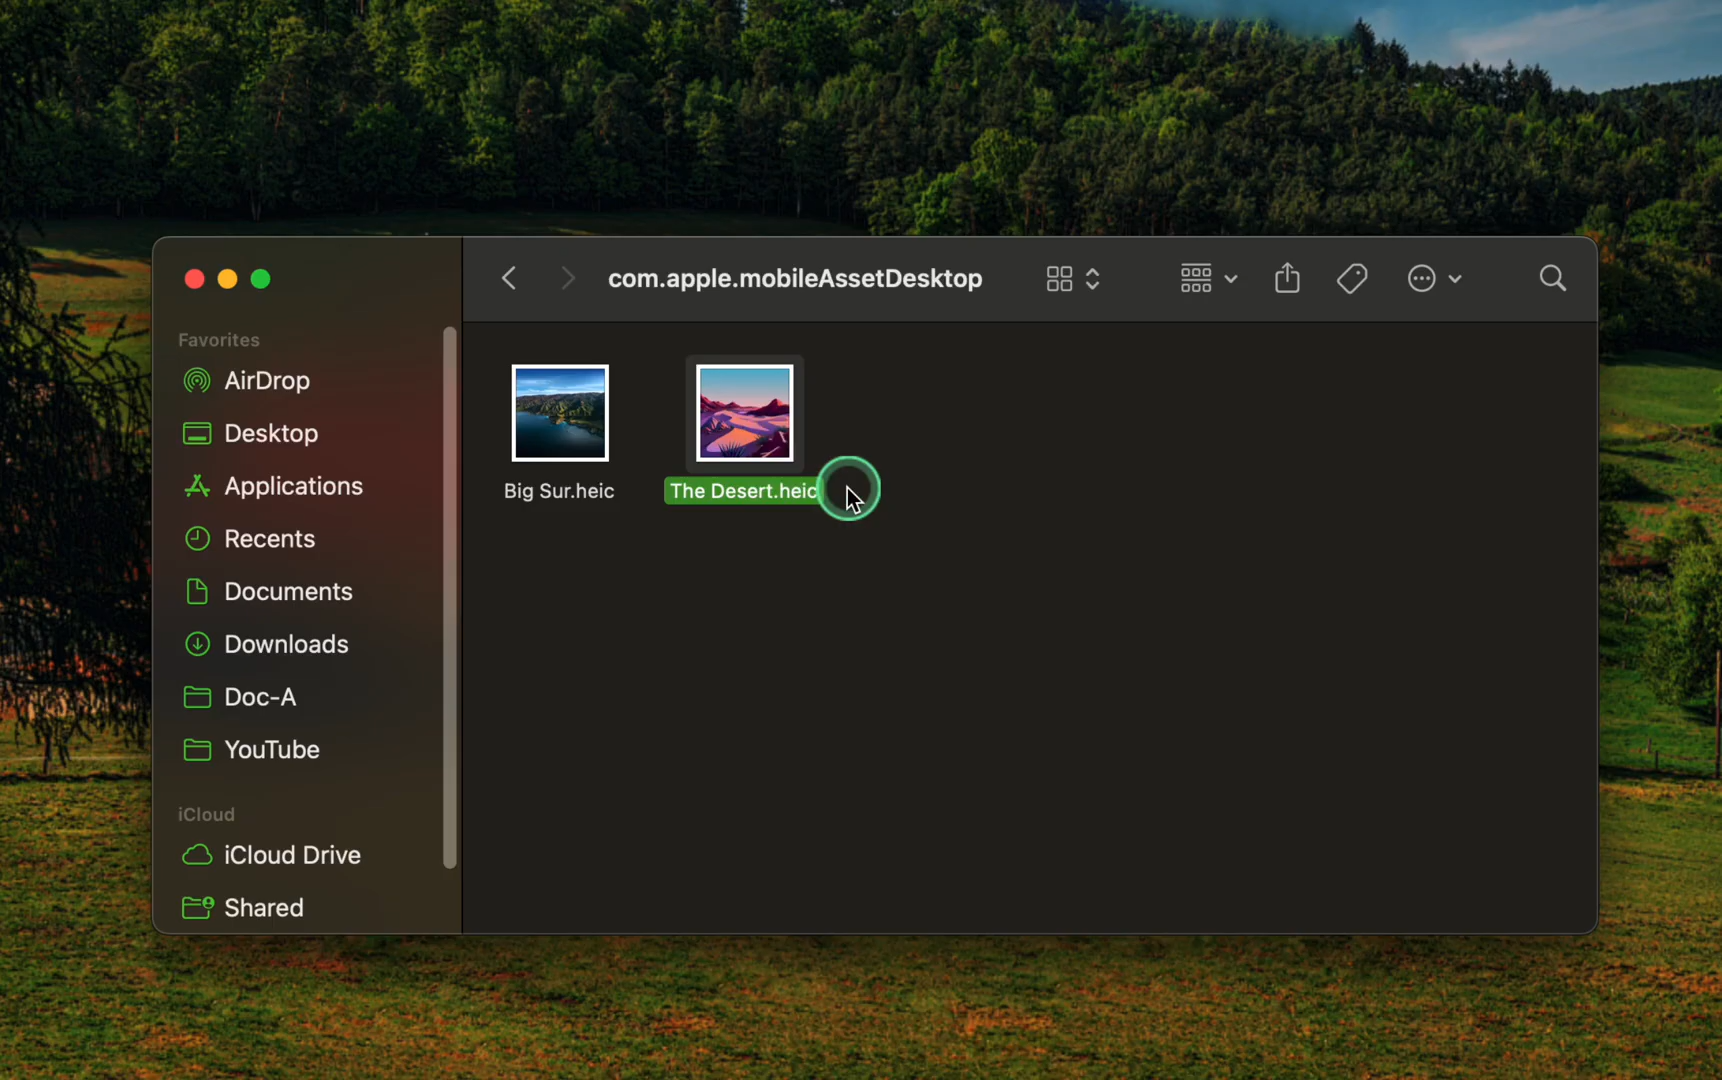 com.apple.mobileAssetDesktop
Favorites
AirDrop
Desktop
Applications
Recents
Documents
Downloads
Doc-A
YouTube
iCloud
iCloud Drive
Shared
Big Sur.heic
The Desert.heic